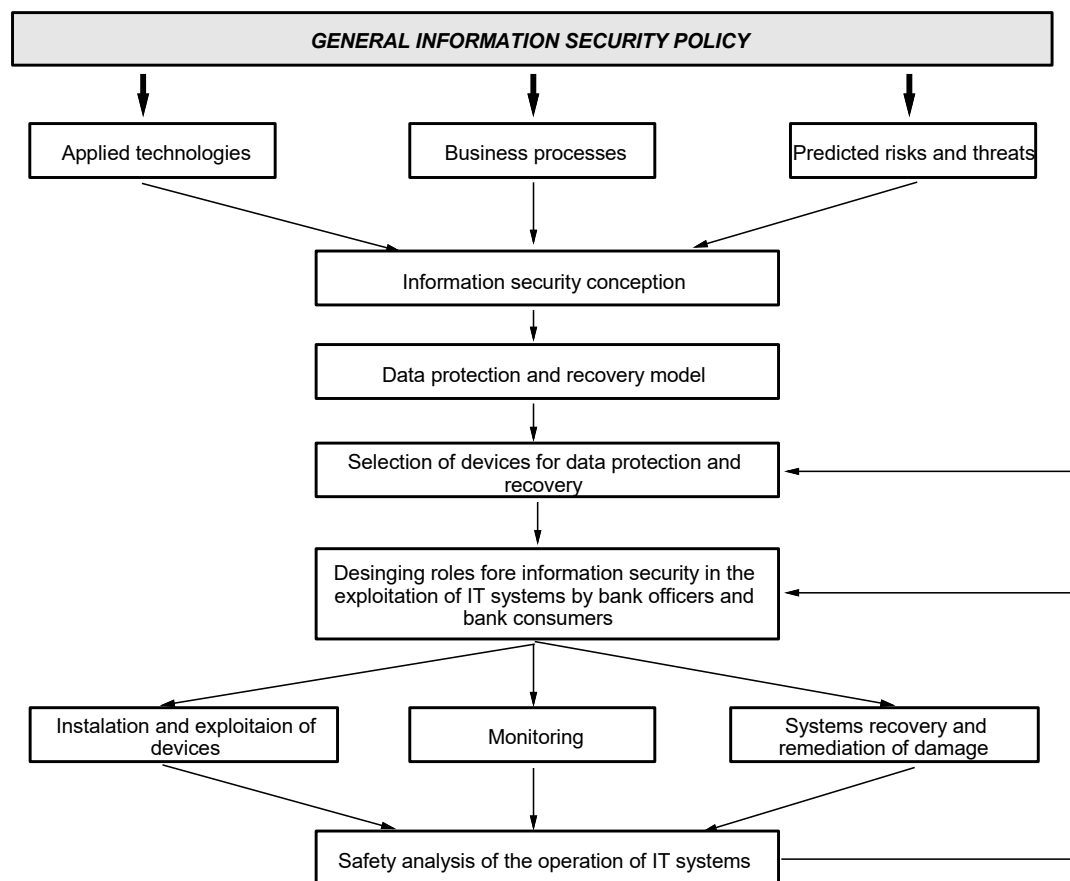 GENERAL INFORMATION SECURITY POLICY
Applied technologies
Business processes
Predicted risks and threats
Information security conception
Data protection and recovery model
Selection of devices for data protection and
recovery
Desinging roles fore information security in the
exploitation of IT systems by bank officers and
bank consumers
Instalation and exploitaion of
devices
Monitoring
Systems recovery and
remediation of damage
Safety analysis of the operation of IT systems